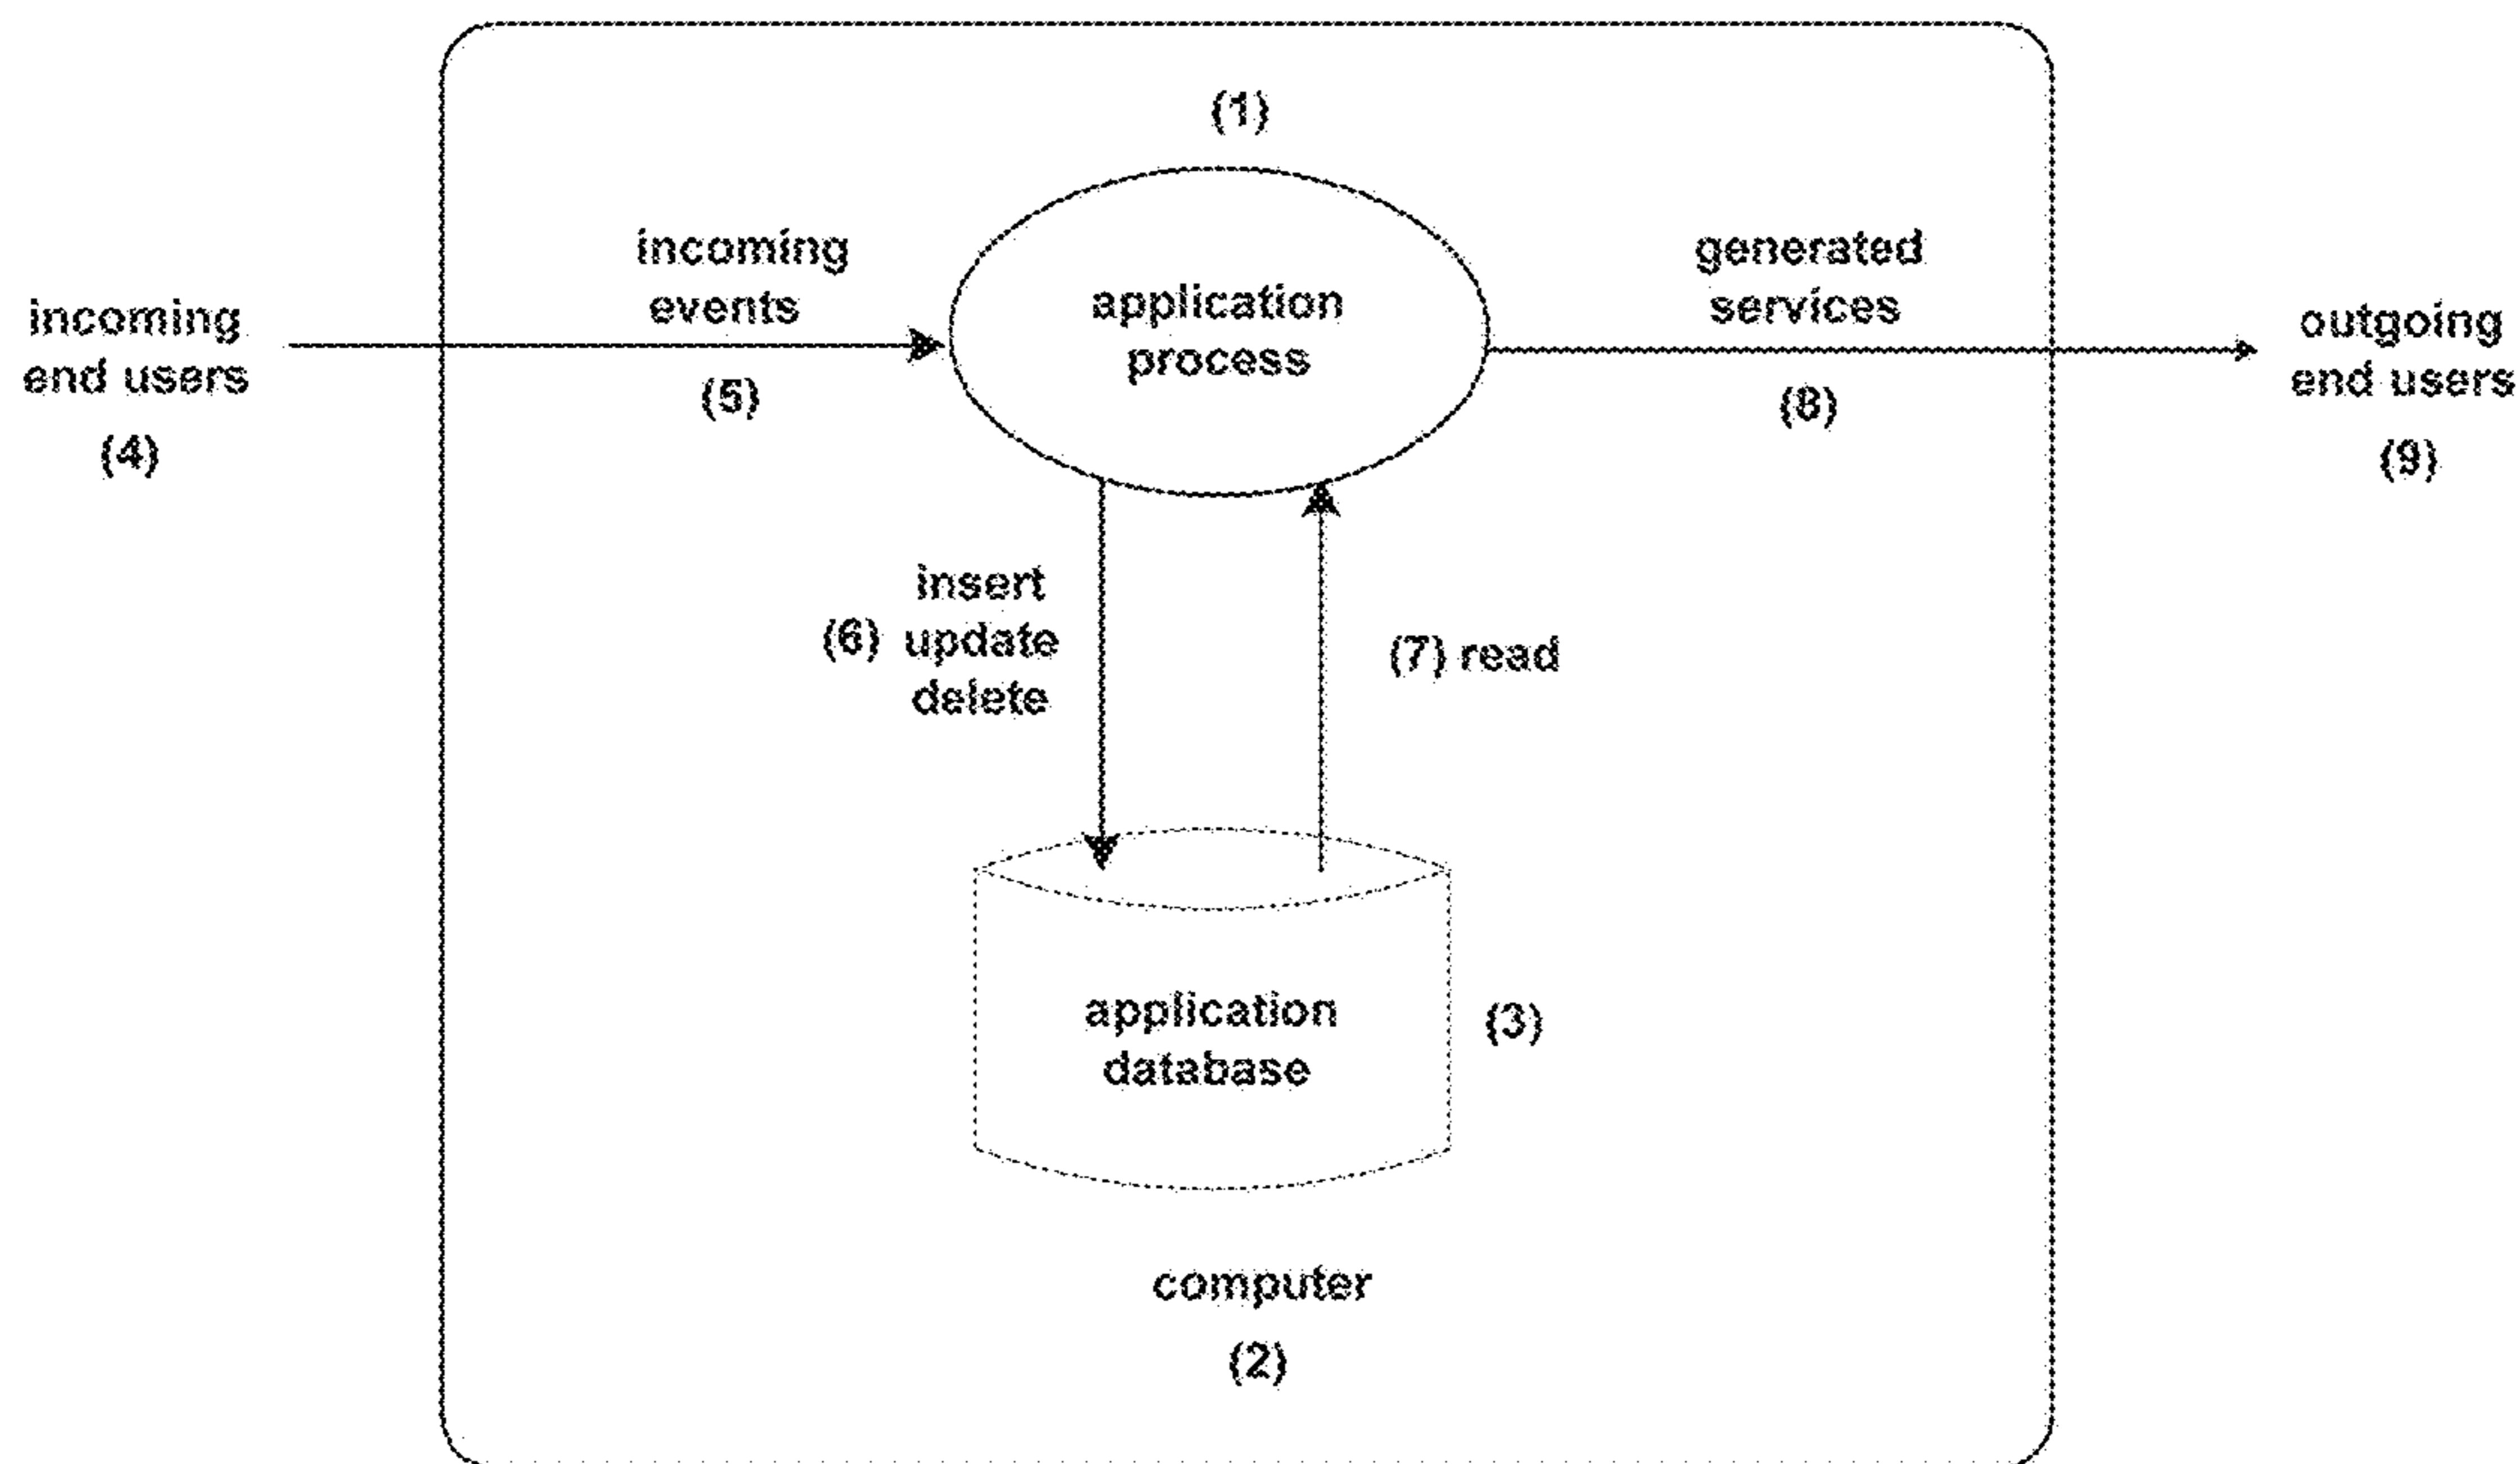 (1)
incoming
events
(5)
incoming
end users
(4)
application
process
generated
services
(8)
outgoing
end users
(9)
insert
(6) update
delete
(7) read
application
database
(3)
computer
(2)